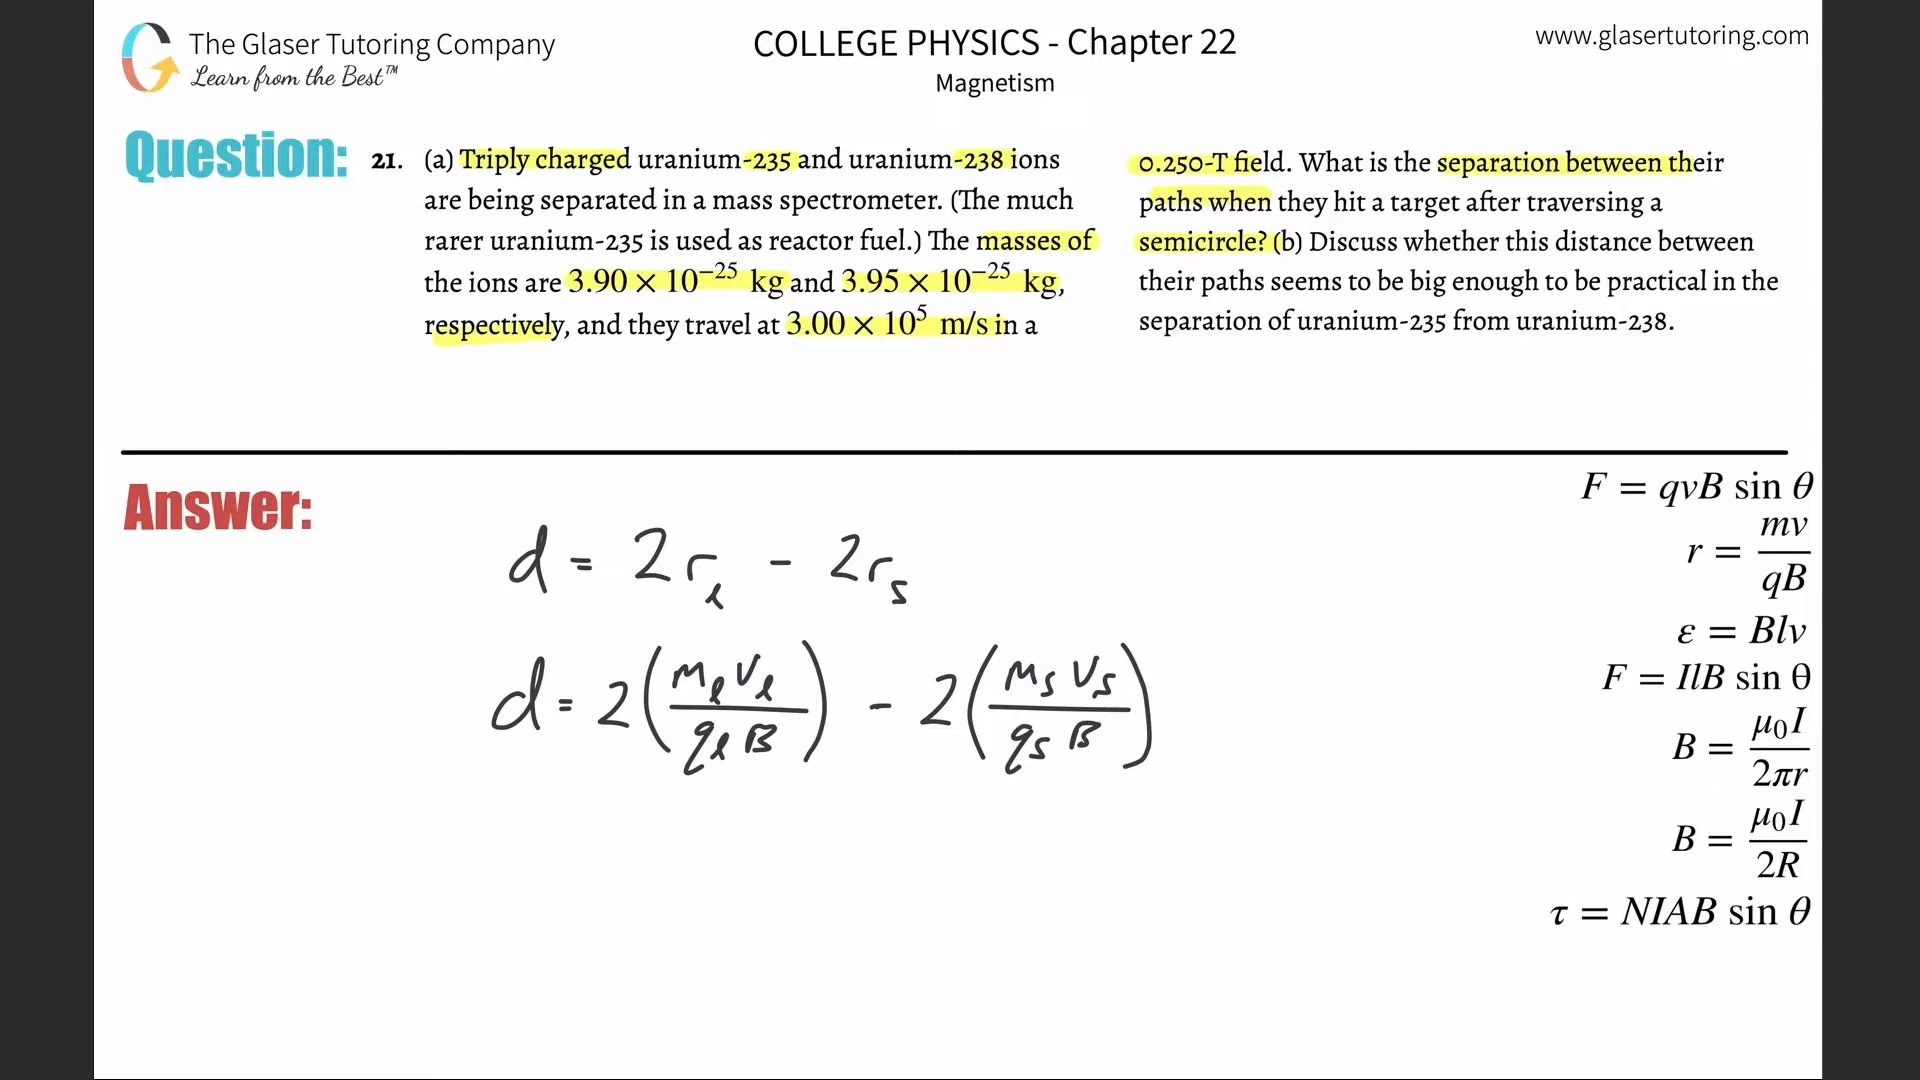 The Glaser Tutoring Company
Learn from the Best™
COLLEGE PHYSICS - Chapter 22
Magnetism
www.glasertutoring.com
Question:
21. (a) Triply charged uranium-235 and uranium-238 ions
are being separated in a mass spectrometer. (The much
rarer uranium-235 is used as reactor fuel.) The masses of
the ions are 3.90 × 10⁻²⁵ kg and 3.95 × 10⁻²⁵ kg,
respectively, and they travel at 3.00 × 10⁵ m/s in a
0.250-T field. What is the separation between their
paths when they hit a target after traversing a
semicircle? (b) Discuss whether this distance between
their paths seems to be big enough to be practical in the
separation of uranium-235 from uranium-238.
Answer:
d = 2r_l - 2r_s
d = 2(m_l v_l / q_l B) - 2(m_s v_s / q_s B)
F = qvB sin θ
r = mv / qB
ε = Blv
F = IlB sin θ
B = μ₀I / 2πr
B = μ₀I / 2R
τ = NIAB sin θ